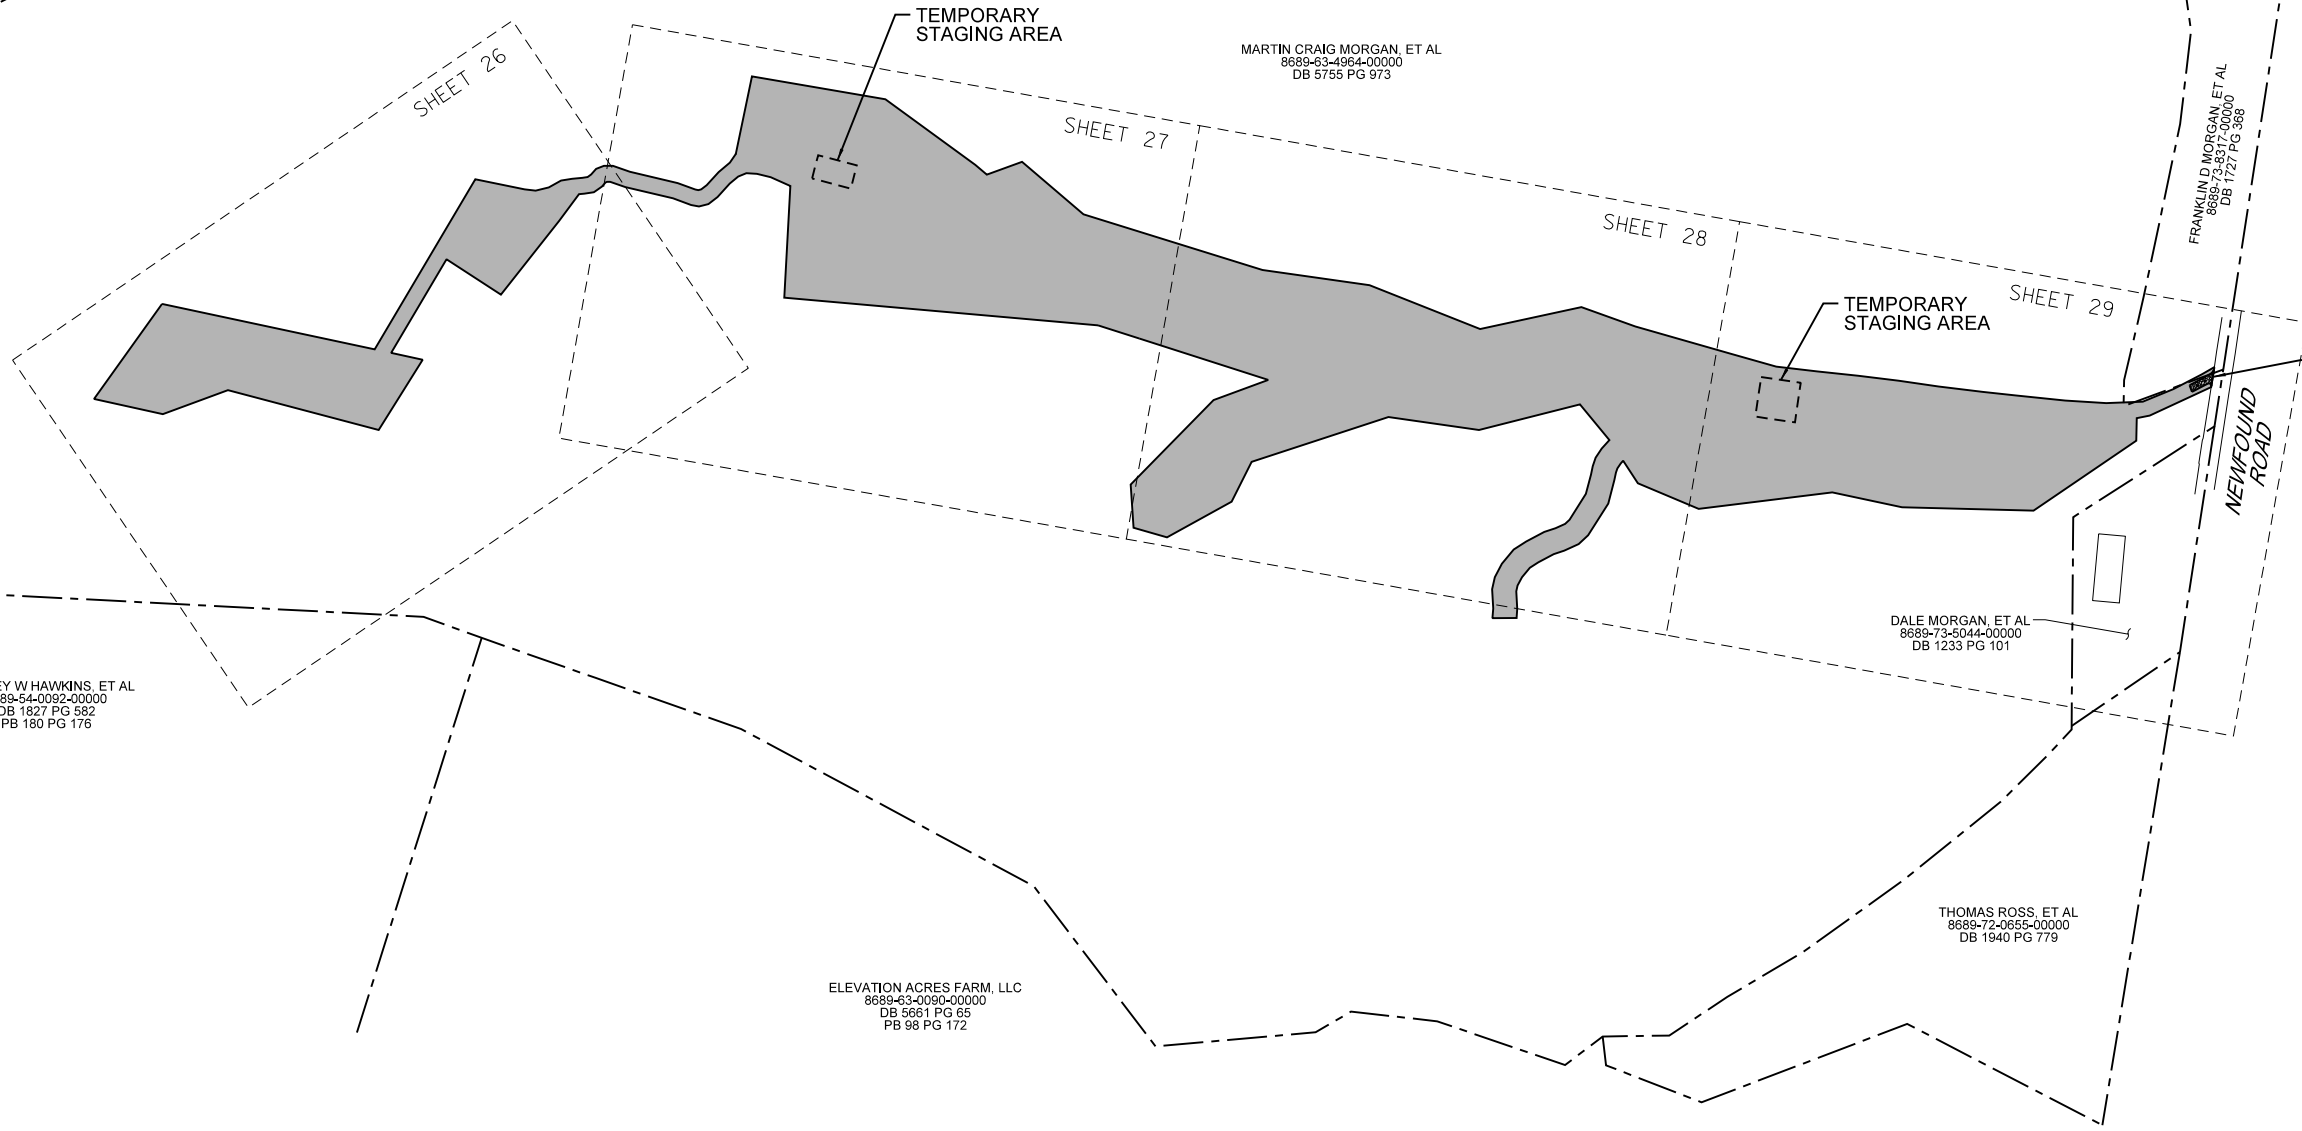 TEMPORARY
STAGING AREA
MARTIN CRAIG MORGAN, ET AL
8689-63-4964-00000
DB 5755 PG 973
SHEET 26
SHEET 27
SHEET 28
SHEET 29
FRANKLIN D MORGAN, ET AL
8689-73-8317-00000
DB 1727 PG 368
TEMPORARY
STAGING AREA
NEWFOUND
ROAD
DALE MORGAN, ET AL
8689-73-5044-00000
DB 1233 PG 101
EY W HAWKINS, ET AL
89-54-0092-00000
DB 1827 PG 582
PB 180 PG 176
THOMAS ROSS, ET AL
8689-72-0655-00000
DB 1940 PG 779
ELEVATION ACRES FARM, LLC
8689-63-0090-00000
DB 5661 PG 65
PB 98 PG 172